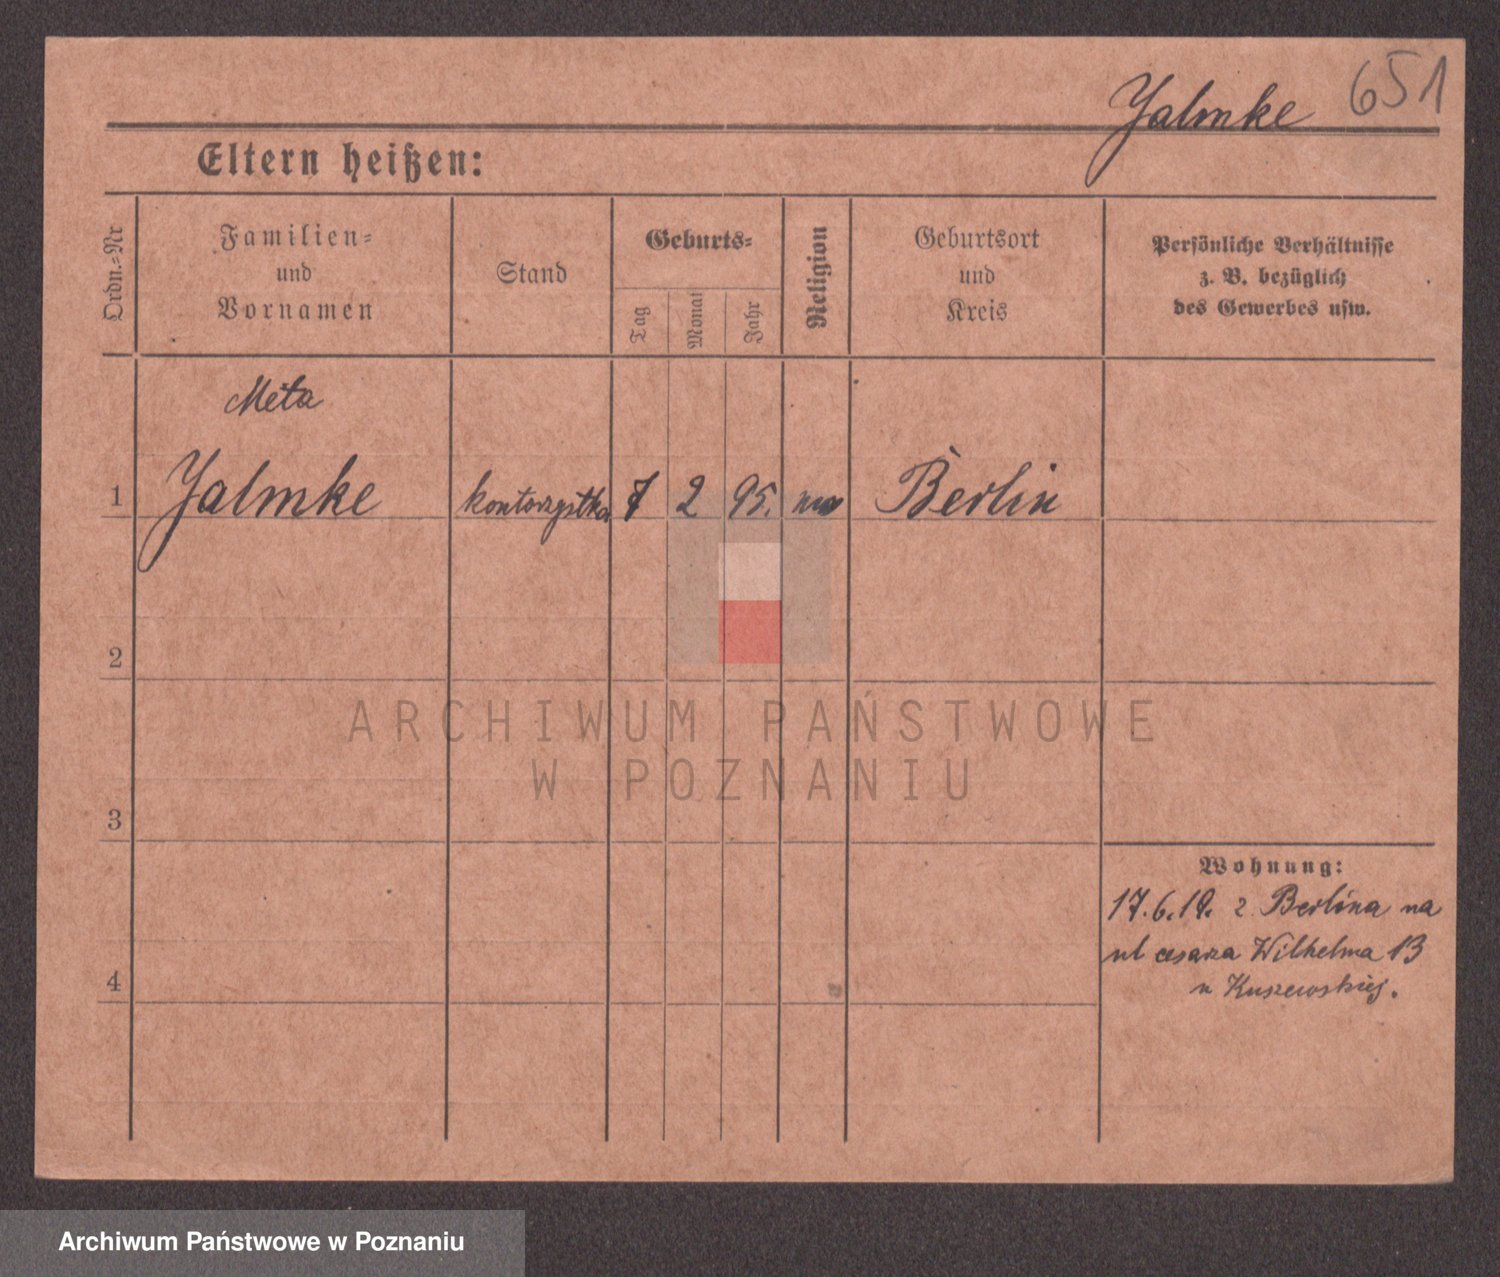 Jalmke 651
Eltern heißen:
Ordn.-Nr
Familien-
und
Vornamen
Stand
Geburts-
Tag
Monat
Jahr
Religion
Geburtsort
und
Kreis
Persönliche Verhältnisse
z. B. bezüglich
des Gewerbes usw.
Meta
1 Jalmke kontorzystka 7 2 95. Berlin
2
3
4
Wohnung:
17.6.19. z Berlina na
ul cesarza Wilhelma 13
u Kuszewskiej.
ARCHIWUM PAŃSTWOWE
W POZNANIU
Archiwum Państwowe w Poznaniu